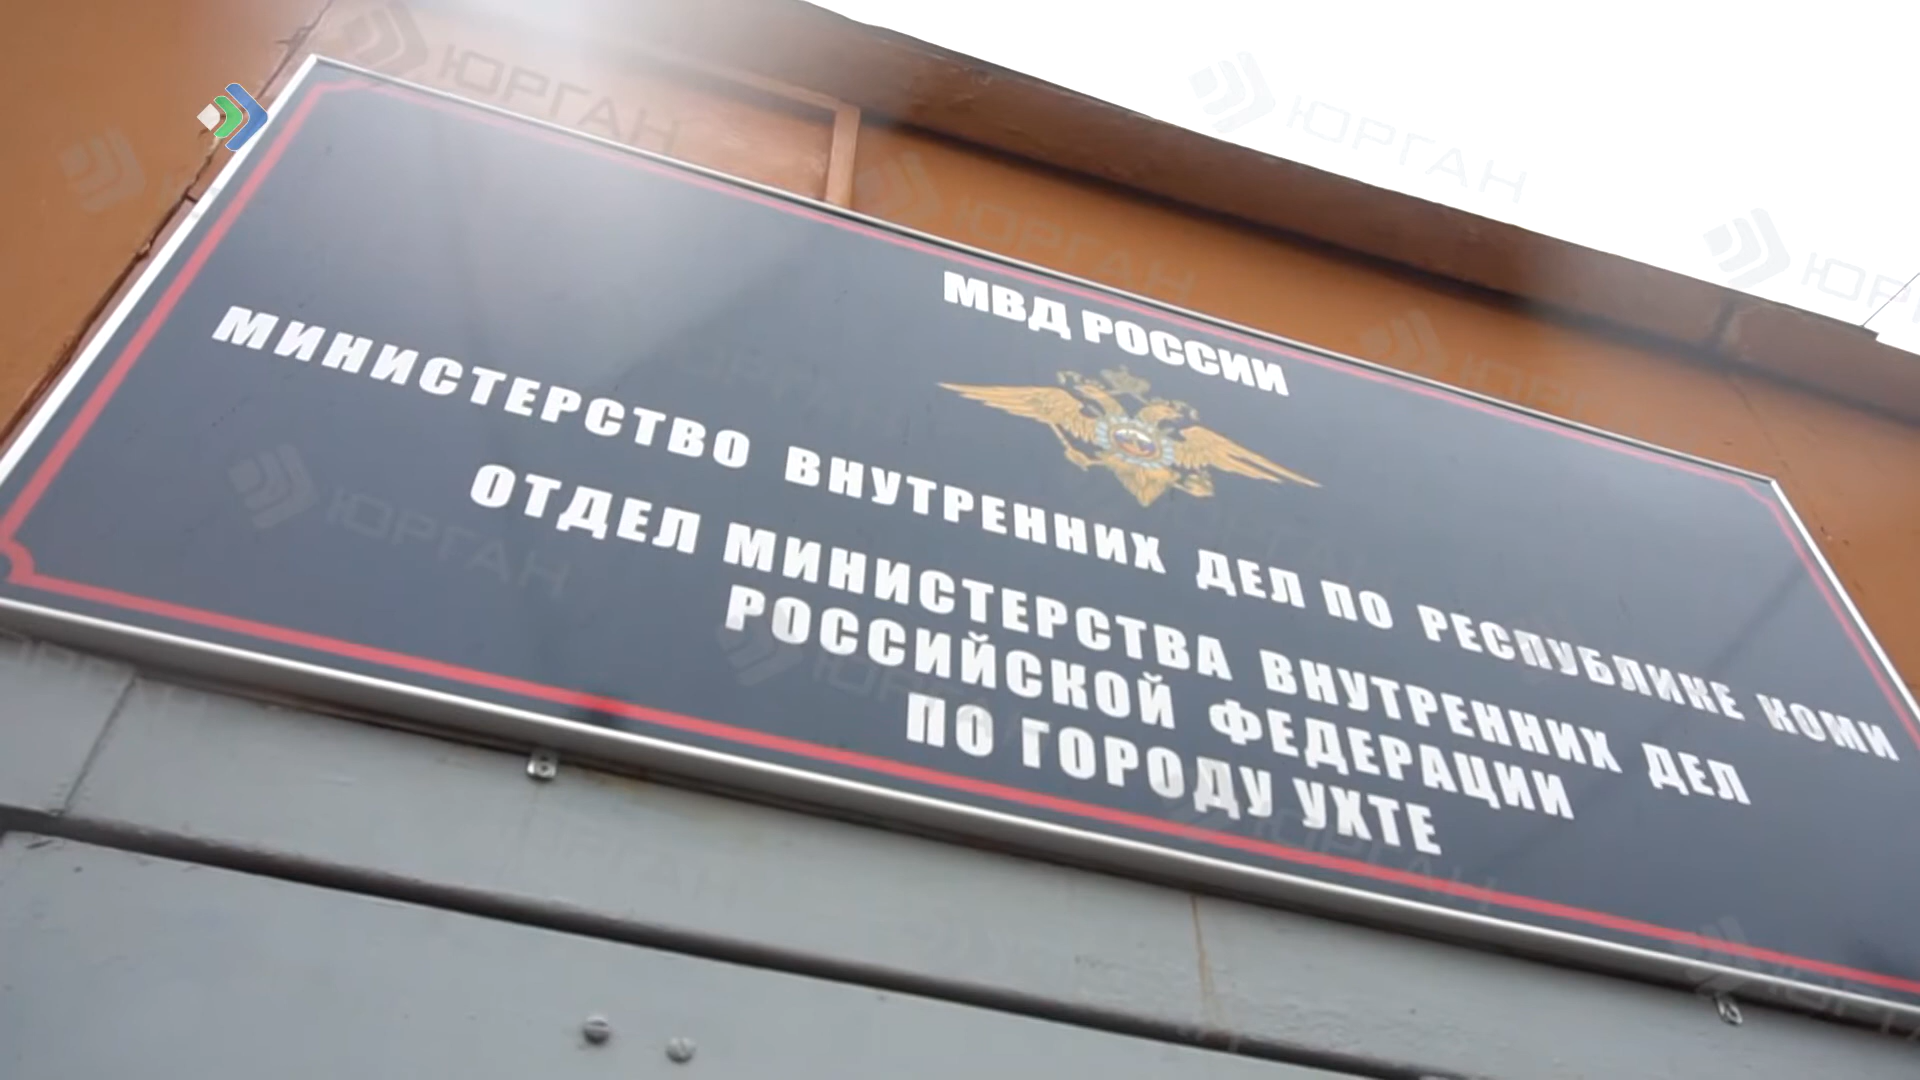 МВД РОССИИ
МИНИСТЕРСТВО ВНУТРЕННИХ ДЕЛ ПО РЕСПУБЛИКЕ КОМИ
ОТДЕЛ МИНИСТЕРСТВА ВНУТРЕННИХ ДЕЛ
РОССИЙСКОЙ ФЕДЕРАЦИИ
ПО ГОРОДУ УХТЕ
ЮРГАН